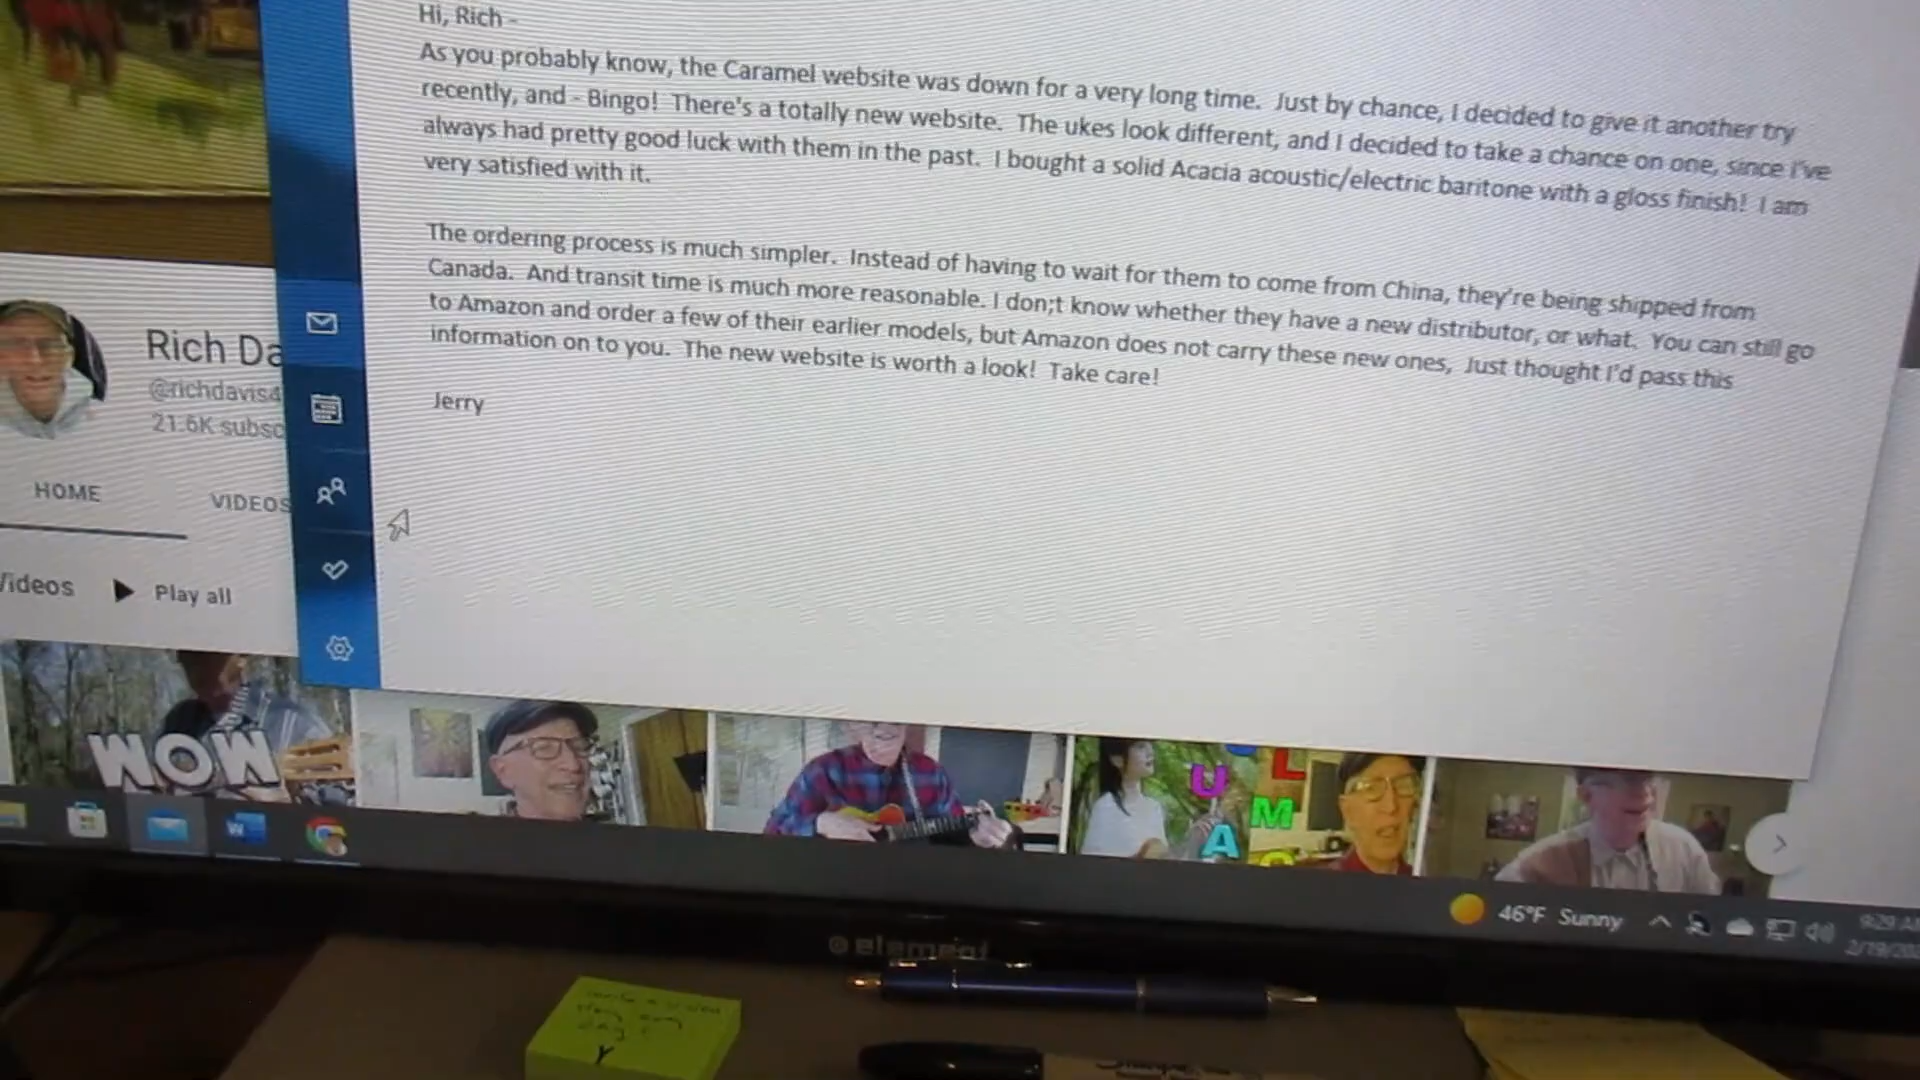 Hi, Rich -
As you probably know, the Caramel website was down for a very long time.  Just by chance, I decided to give it another try
recently, and - Bingo!  There's a totally new website.  The ukes look different, and I decided to take a chance on one, since I've
always had pretty good luck with them in the past.  I bought a solid Acacia acoustic/electric baritone with a gloss finish!  I am
very satisfied with it.
The ordering process is much simpler.  Instead of having to wait for them to come from China, they're being shipped from
Canada.  And transit time is much more reasonable. I don;t know whether they have a new distributor, or what.  You can still go
to Amazon and order a few of their earlier models, but Amazon does not carry these new ones,  Just thought I'd pass this
information on to you.  The new website is worth a look!  Take care!
Jerry
Rich Da
@richdavis4
21.6K subsc
HOME
VIDEOS
Videos
Play all
WOW
U
L
M
A
W
46°F Sunny
9:29 AM
2/19/202
element